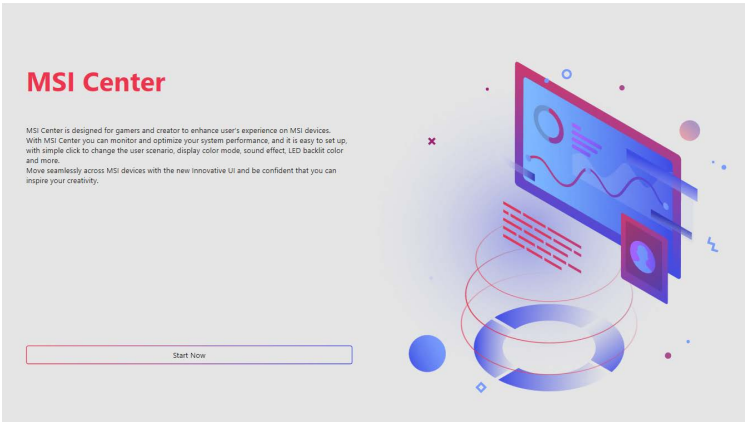 MSI Center
MSI Center is designed for gamers and creator to enhance user's experience on MSI devices.
With MSI Center you can monitor and optimize your system performance, and it is easy to set up,
with simple click to change the user scenario, display color mode, sound effect, LED backlit color
and more.
Move seamlessly across MSI devices with the new Innovative UI and be confident that you can
inspire your creativity.
Start Now